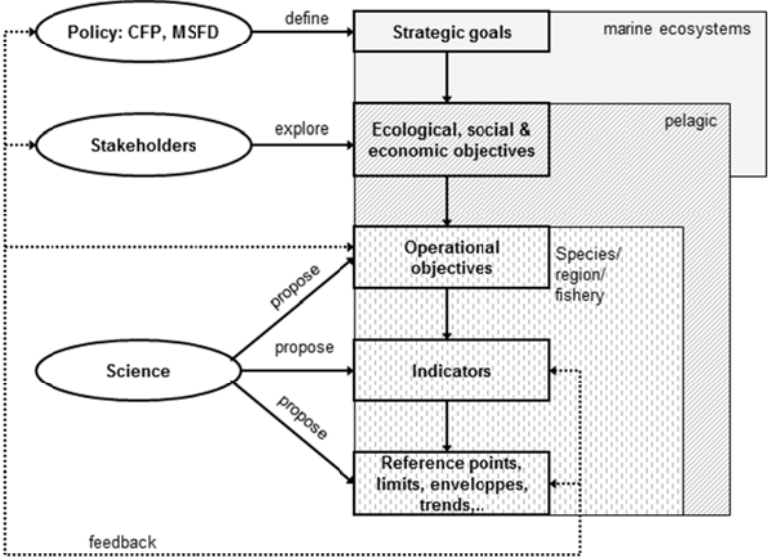 Policy: CFP, MSFD
define
Strategic goals
marine ecosystems
Stakeholders
explore
Ecological, social &
economic objectives
pelagic
Operational
objectives
Species/
region/
fishery
propose
Science
propose
Indicators
propose
Reference points,
limits, enveloppes,
trends,..
feedback